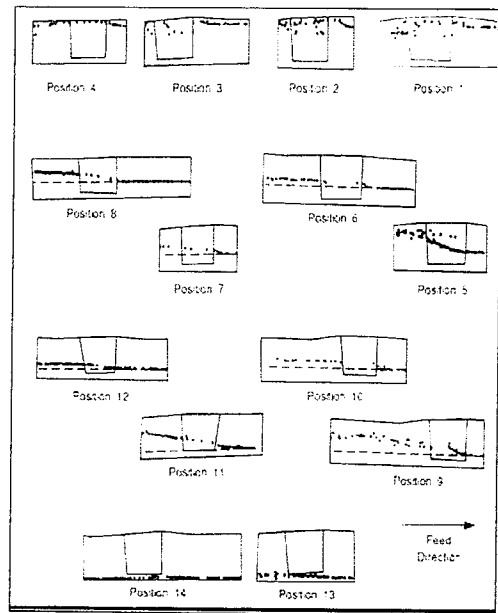 Position 4
Position 3
Position 2
Position 1
Position 8
Position 6
Position 7
Position 5
Position 12
Position 10
Position 11
Position 9
Feed
Direction
Position 14
Position 13